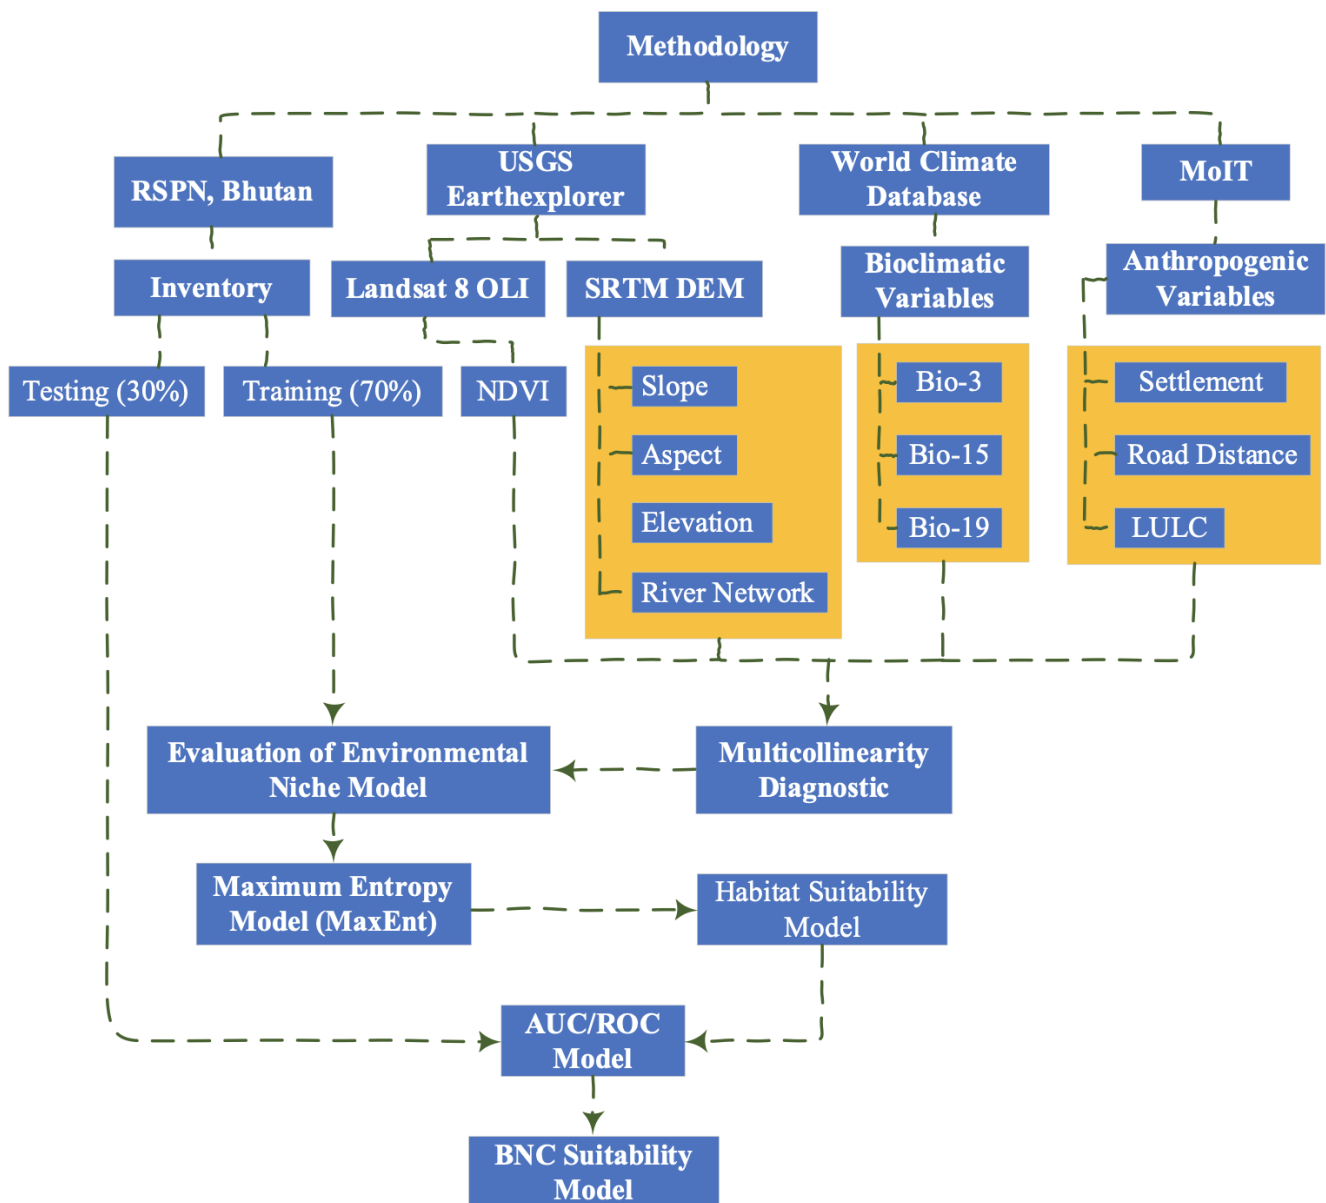 Methodology
RSPN, Bhutan
USGS
Earthexplorer
World Climate
Database
MoIT
Inventory
Landsat 8 OLI
SRTM DEM
Bioclimatic
Variables
Anthropogenic
Variables
Testing (30%)
Training (70%)
NDVI
Slope
Aspect
Elevation
River Network
Bio-3
Bio-15
Bio-19
Settlement
Road Distance
LULC
Evaluation of Environmental
Niche Model
Multicollinearity
Diagnostic
Maximum Entropy
Model (MaxEnt)
Habitat Suitability
Model
AUC/ROC
Model
BNC Suitability
Model